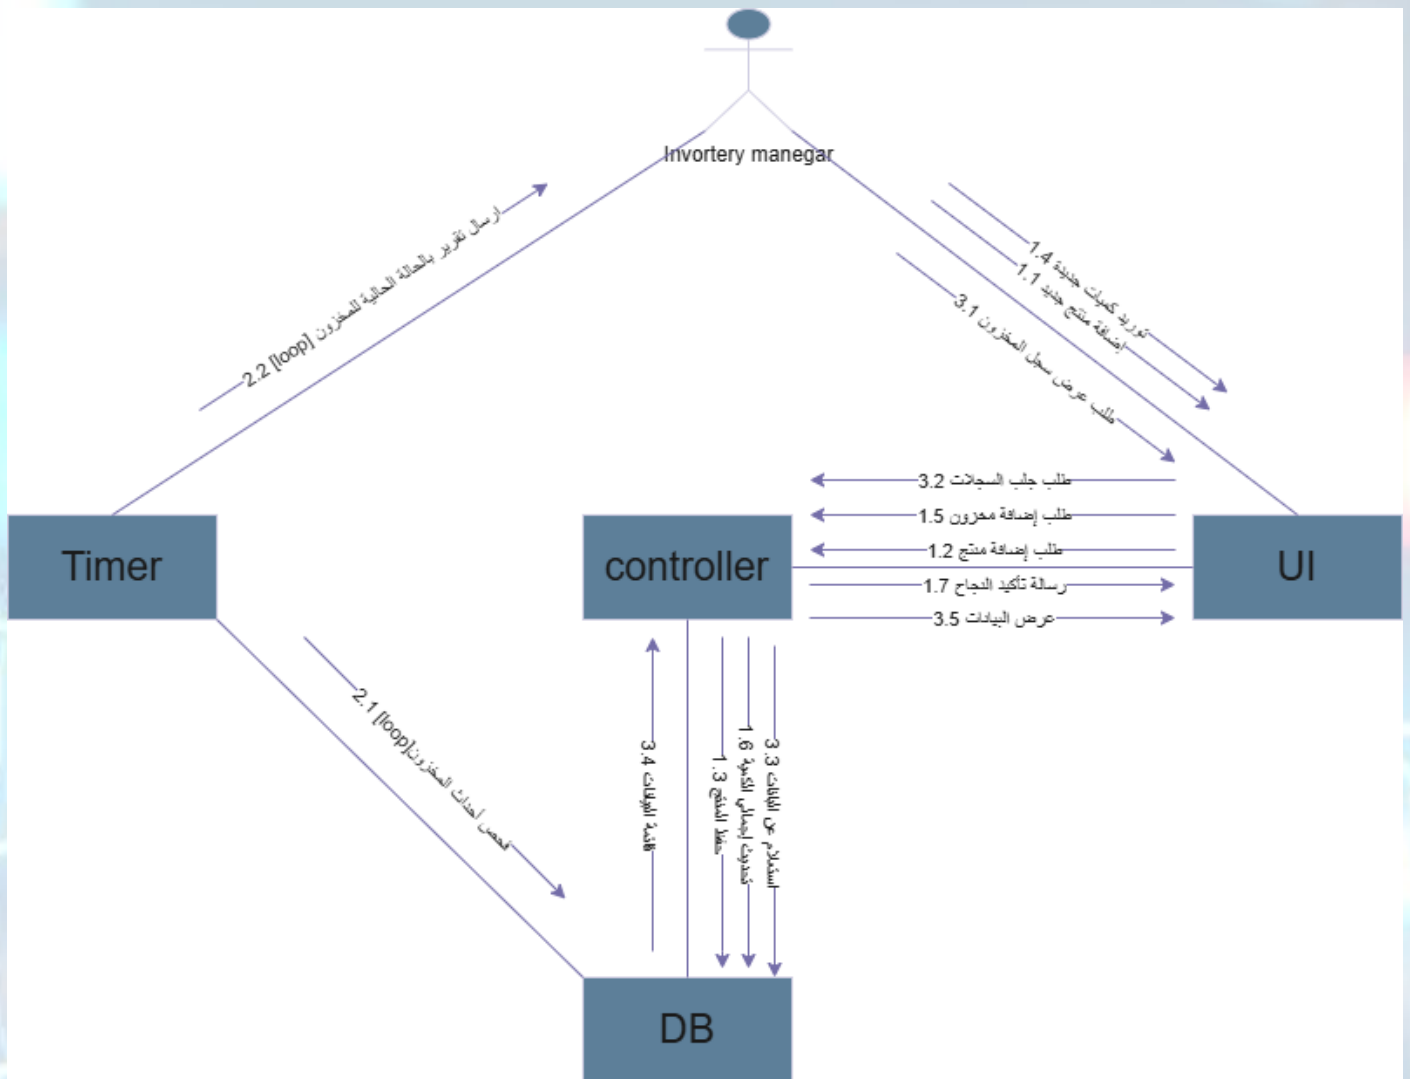 Invortery manegar
2.2 [loop] ارسال تقرير بالحالة الحالية للمخزون
1.4 توريد كميات جديدة
1.1 إضافة منتج جديد
3.1 طلب عرض سجل المخزون
3.2 طلب جلب السجلات
1.5 طلب إضافة مخزون
1.2 طلب إضافة منتج
1.7 رسالة تأكيد النجاح
3.5 عرض البيانات
Timer
controller
UI
2.1 [loop]فحص أحداث المخزون
3.4 قائمة البيانات
1.3 حفظ المنتج
1.6 تحديث إجمالي الكمية
3.3 استعلام عن البيانات
DB